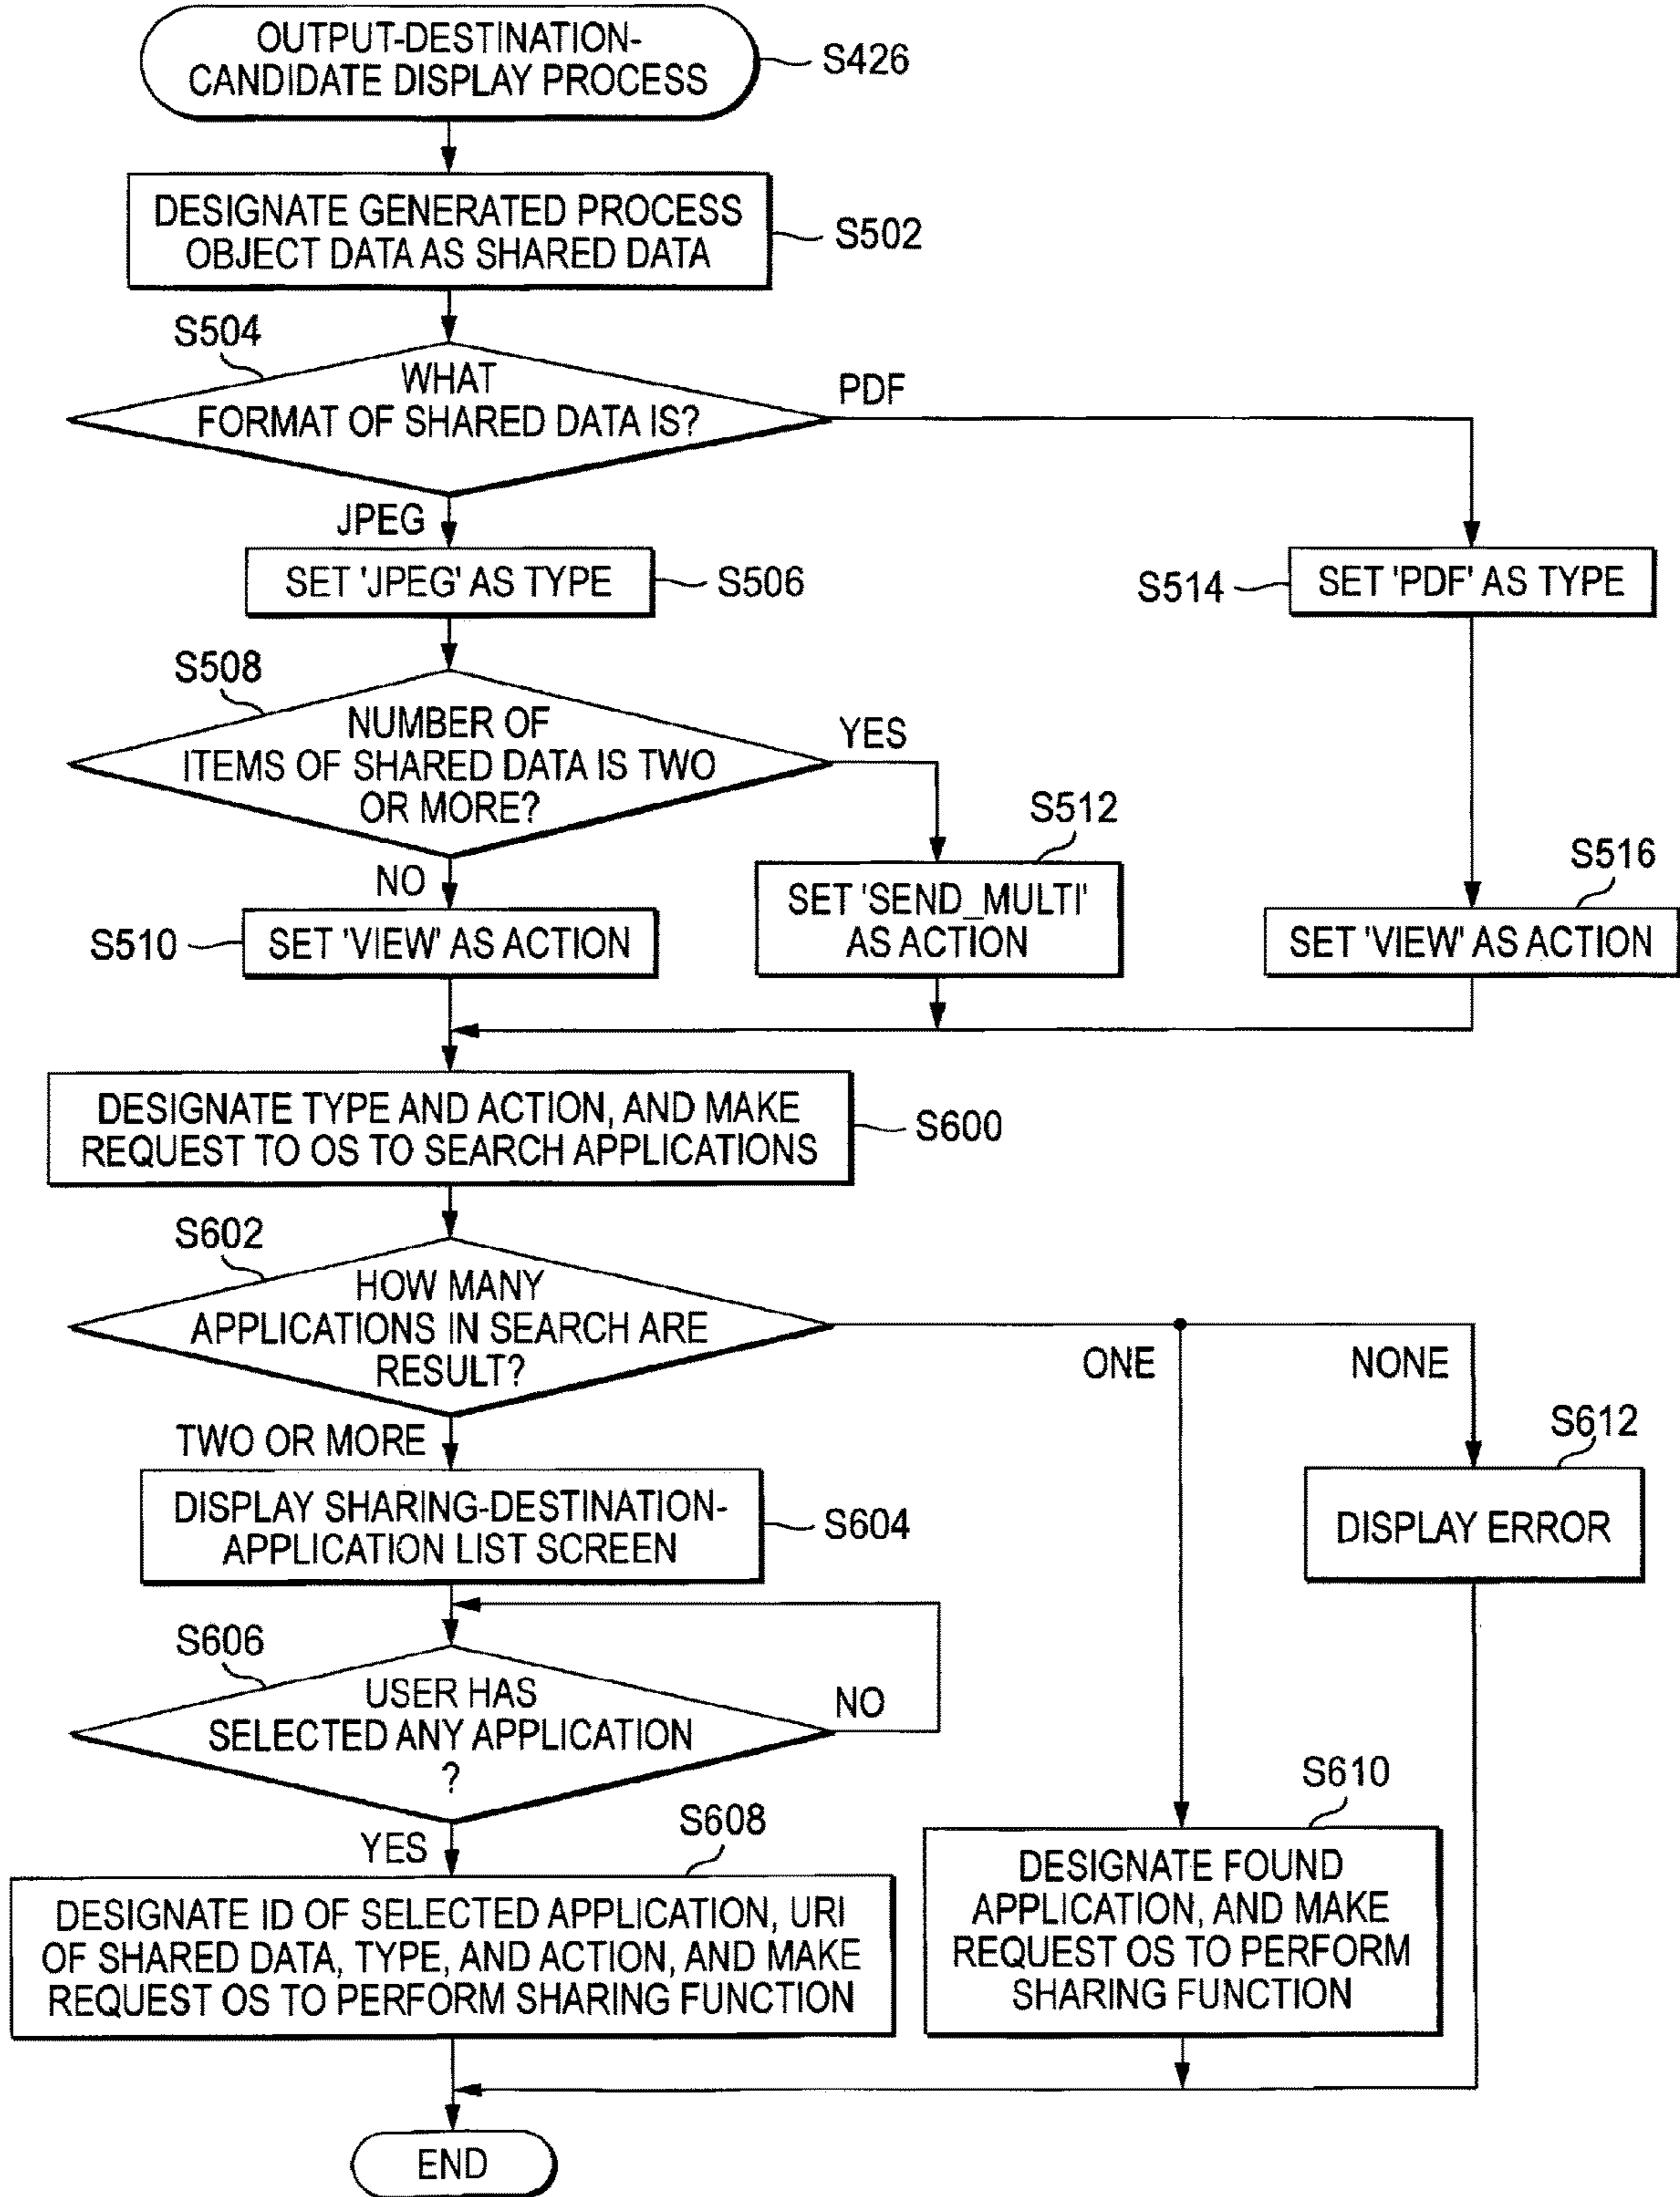 OUTPUT-DESTINATION-
CANDIDATE DISPLAY PROCESS
S426
DESIGNATE GENERATED PROCESS
OBJECT DATA AS SHARED DATA
S502
S504
WHAT
FORMAT OF SHARED DATA IS?
PDF
JPEG
SET 'JPEG' AS TYPE
S506
S514
SET 'PDF' AS TYPE
S508
NUMBER OF
ITEMS OF SHARED DATA IS TWO
OR MORE?
YES
NO
S510
SET 'VIEW' AS ACTION
S512
SET 'SEND_MULTI'
AS ACTION
S516
SET 'VIEW' AS ACTION
DESIGNATE TYPE AND ACTION, AND MAKE
REQUEST TO OS TO SEARCH APPLICATIONS
S600
S602
HOW MANY
APPLICATIONS IN SEARCH ARE
RESULT?
ONE
NONE
TWO OR MORE
DISPLAY SHARING-DESTINATION-
APPLICATION LIST SCREEN
S604
S612
DISPLAY ERROR
S606
USER HAS
SELECTED ANY APPLICATION
?
NO
YES
S608
DESIGNATE ID OF SELECTED APPLICATION, URI
OF SHARED DATA, TYPE, AND ACTION, AND MAKE
REQUEST OS TO PERFORM SHARING FUNCTION
S610
DESIGNATE FOUND
APPLICATION, AND MAKE
REQUEST OS TO PERFORM
SHARING FUNCTION
END